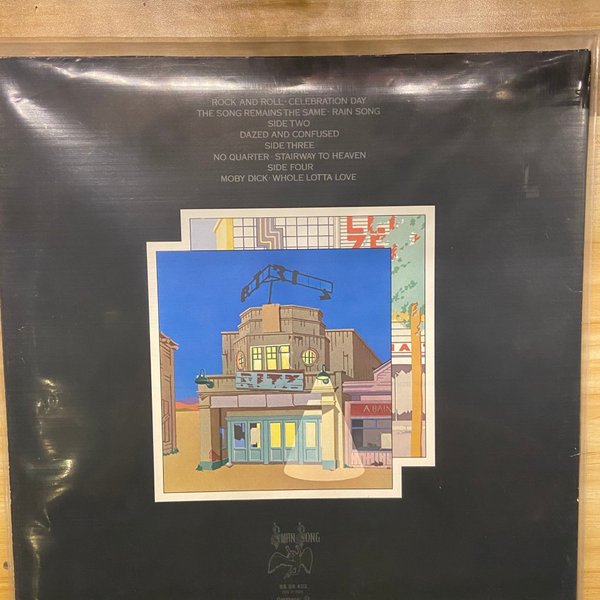 ROCK AND ROLL · CELEBRATION DAY
THE SONG REMAINS THE SAME · RAIN SONG
SIDE TWO
DAZED AND CONFUSED
SIDE THREE
NO QUARTER · STAIRWAY TO HEAVEN
SIDE FOUR
MOBY DICK · WHOLE LOTTA LOVE
RITZ
A BAIN
SWAN SONG